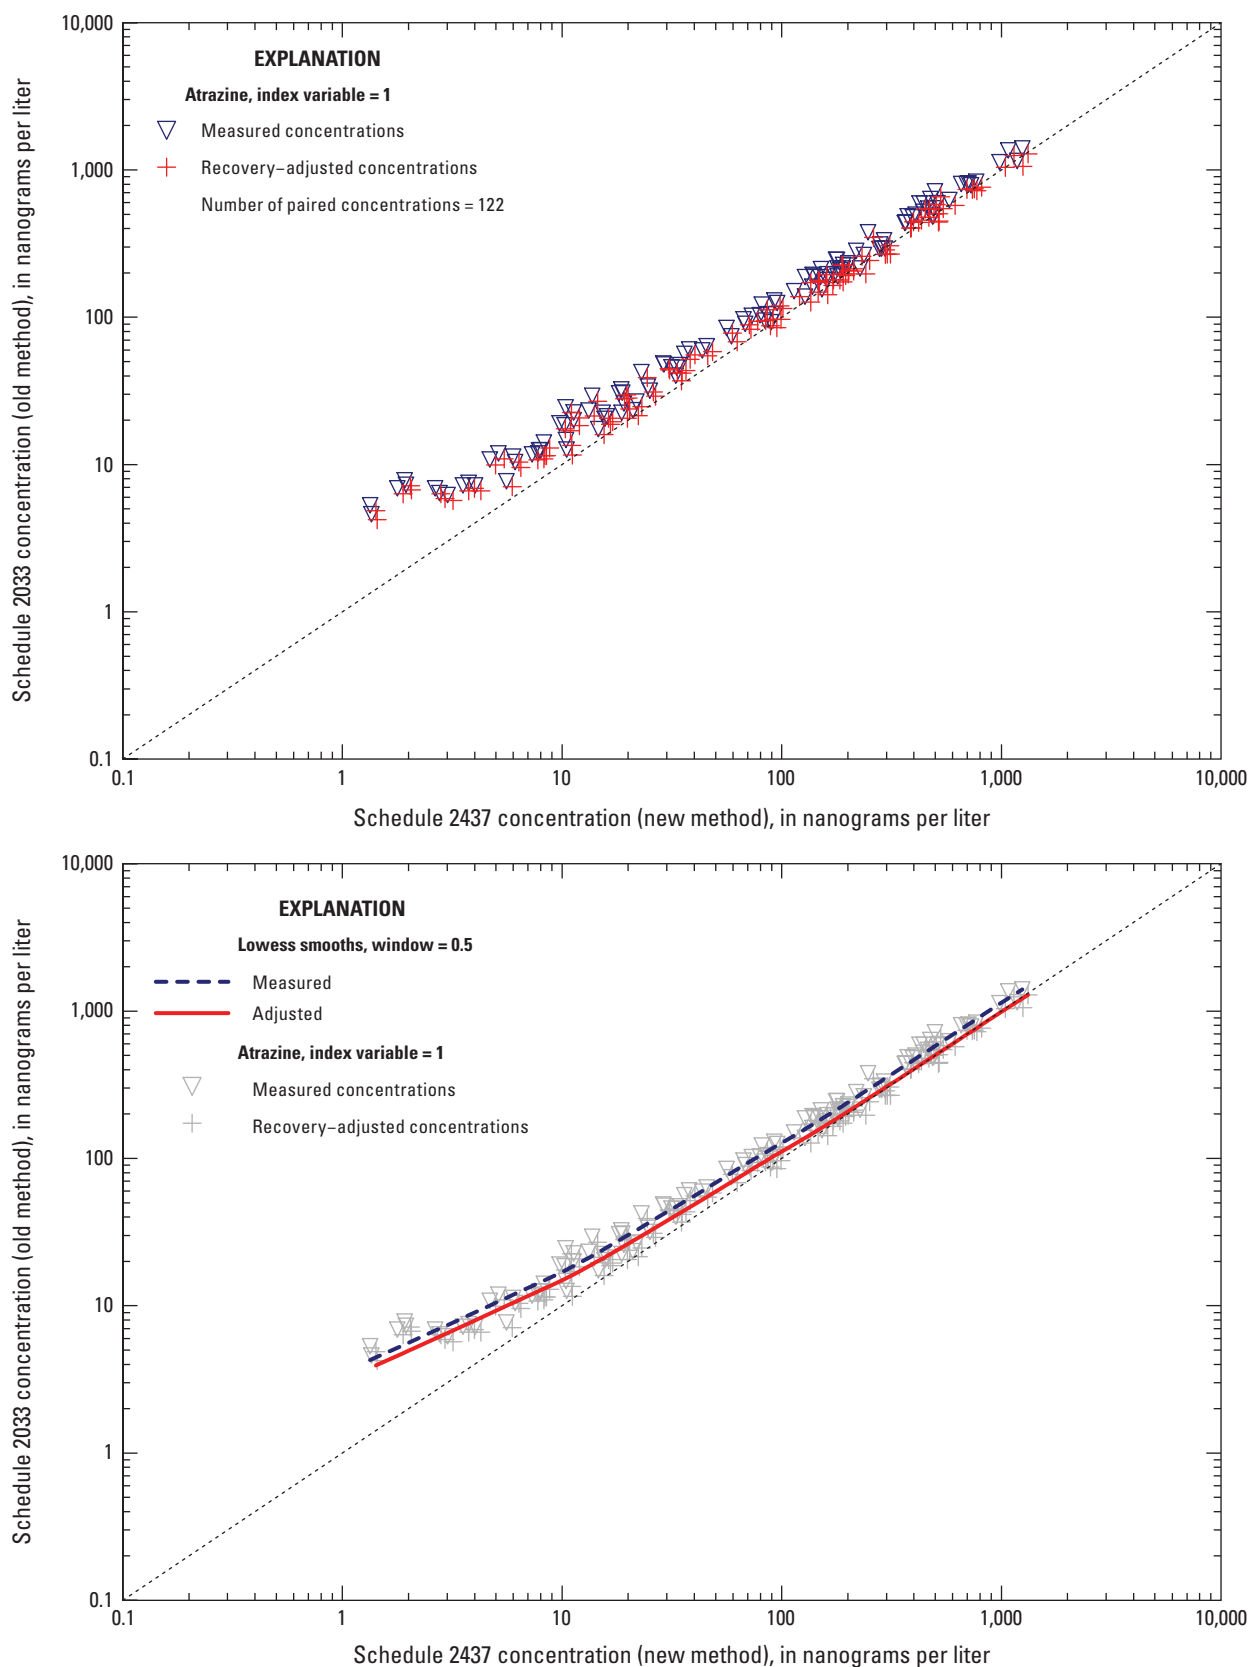 10,000
1,000
100
10
1
0.1
Schedule 2033 concentration (old method), in nanograms per liter
EXPLANATION
Atrazine, index variable = 1
Measured concentrations
Recovery–adjusted concentrations
Number of paired concentrations = 122
0.1 1 10 100 1,000 10,000
Schedule 2437 concentration (new method), in nanograms per liter
10,000
1,000
100
10
1
0.1
Schedule 2033 concentration (old method), in nanograms per liter
EXPLANATION
Lowess smooths, window = 0.5
Measured
Adjusted
Atrazine, index variable = 1
Measured concentrations
Recovery–adjusted concentrations
0.1 1 10 100 1,000 10,000
Schedule 2437 concentration (new method), in nanograms per liter